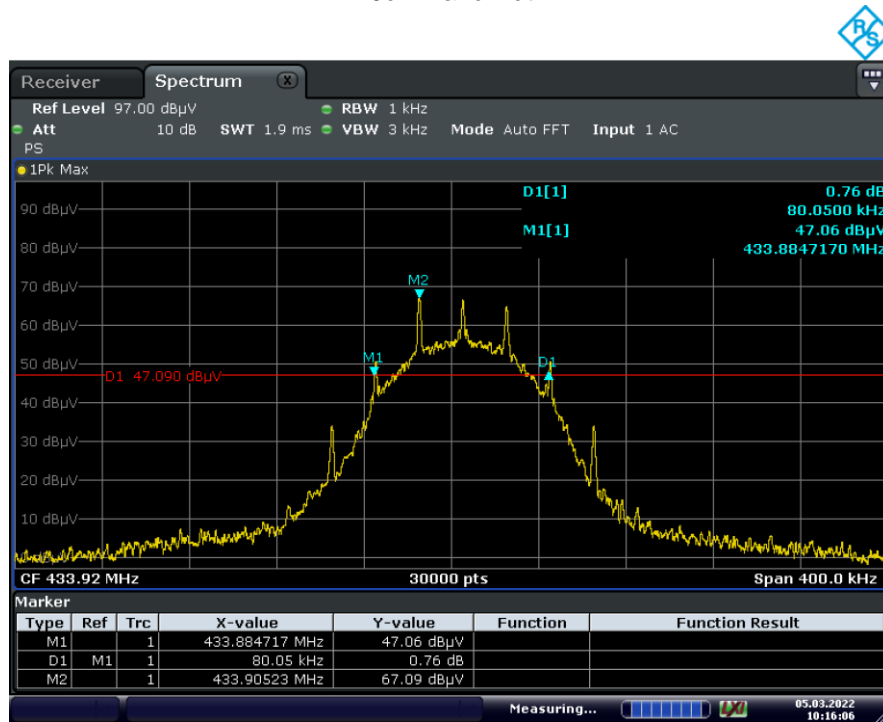 R&S
Receiver Spectrum X
Ref Level 97.00 dBµV RBW 1 kHz
Att 10 dB SWT 1.9 ms VBW 3 kHz Mode Auto FFT Input 1 AC
PS
1Pk Max
D1[1] 0.76 dB
80.0500 kHz
M1[1] 47.06 dBµV
433.8847170 MHz
90 dBµV
80 dBµV
70 dBµV
M2
60 dBµV
50 dBµV
M1
D1
D1 47.090 dBµV
40 dBµV
30 dBµV
20 dBµV
10 dBµV
CF 433.92 MHz 30000 pts Span 400.0 kHz
Marker
Type Ref Trc X-value Y-value Function Function Result
M1 1 433.884717 MHz 47.06 dBµV
D1 M1 1 80.05 kHz 0.76 dB
M2 1 433.90523 MHz 67.09 dBµV
Measuring... LXI 05.03.2022
10:16:06